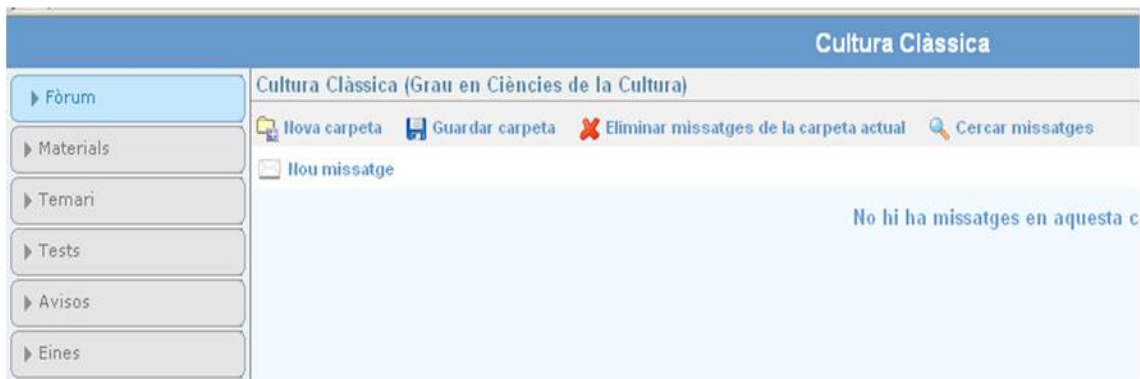 Cultura Clàssica
Fòrum
Materials
Temari
Tests
Avisos
Eines
Cultura Clàssica (Grau en Ciències de la Cultura)
Nova carpeta Guardar carpeta Eliminar missatges de la carpeta actual Cercar missatges
Nou missatge
No hi ha missatges en aquesta c